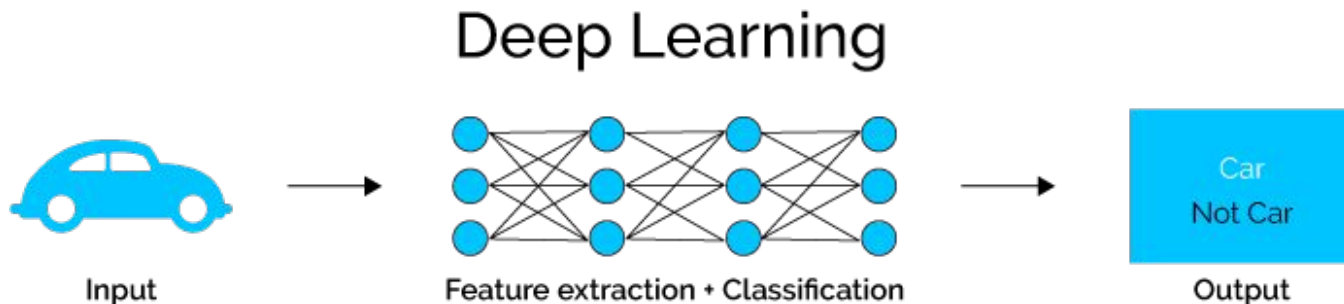 Deep Learning
Car
Not Car
Input
Feature extraction + Classification
Output